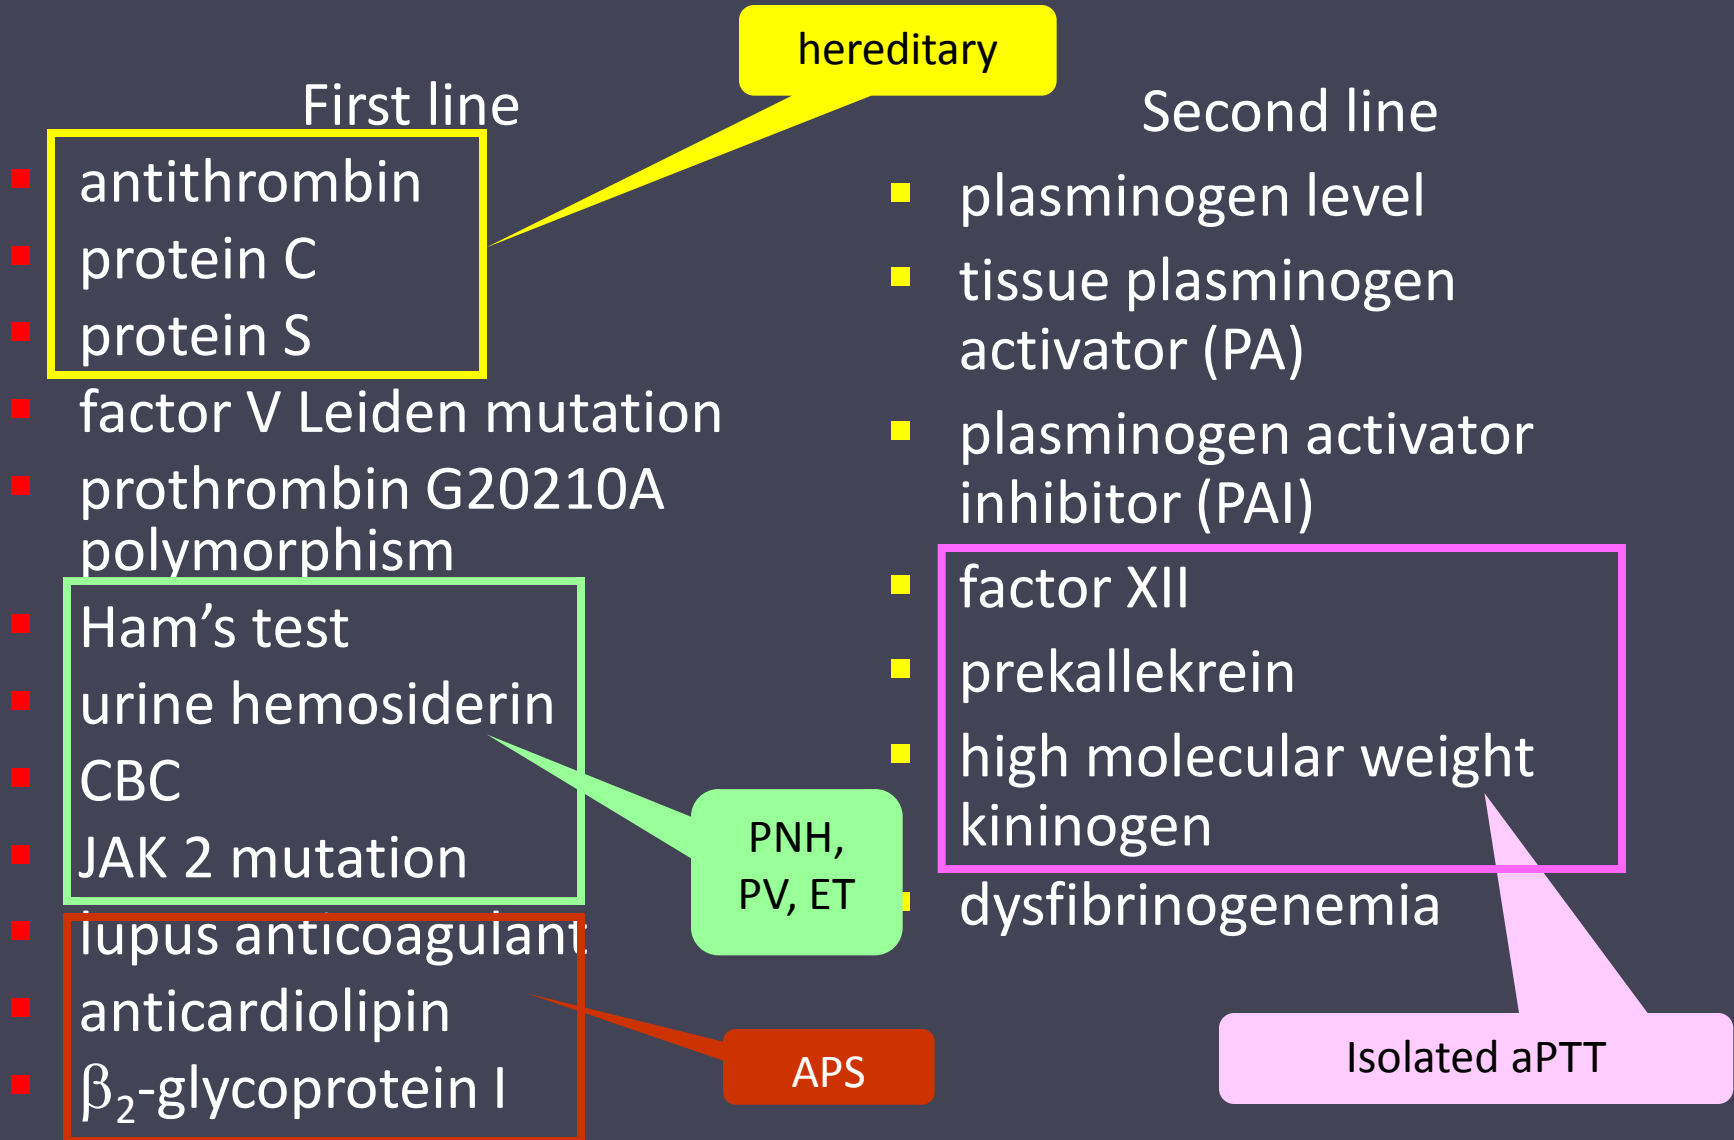 hereditary
First line
antithrombin
protein C
protein S
factor V Leiden mutation
prothrombin G20210A
polymorphism
Ham’s test
urine hemosiderin
CBC
JAK 2 mutation
lupus anticoagulant
anticardiolipin
β₂-glycoprotein I
PNH,
PV, ET
APS
Second line
plasminogen level
tissue plasminogen
activator (PA)
plasminogen activator
inhibitor (PAI)
factor XII
prekallekrein
high molecular weight
kininogen
dysfibrinogenemia
Isolated aPTT